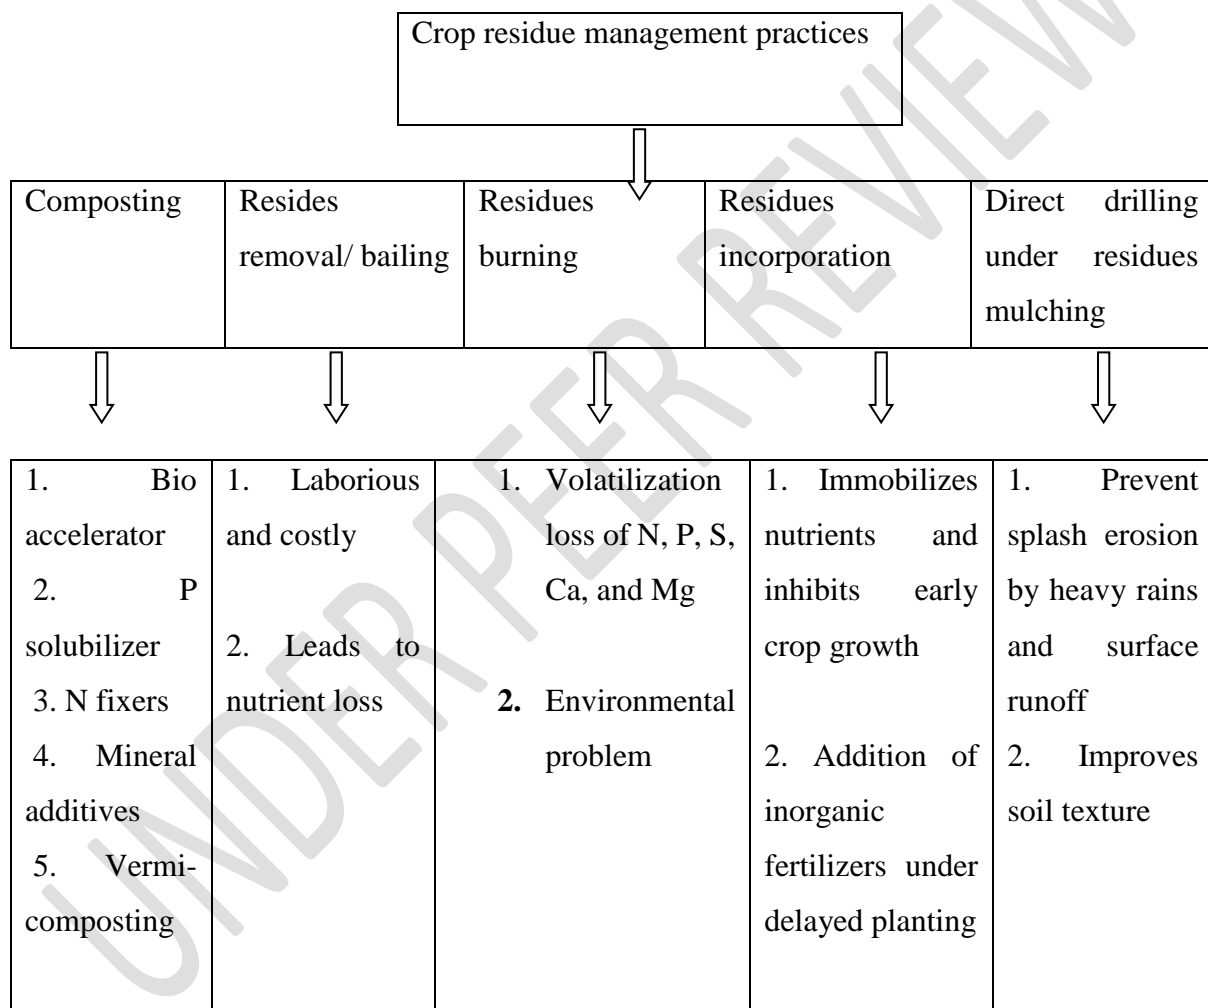 Crop residue management practices
Composting
Resides
removal/ bailing
Residues
burning
Residues
incorporation
Direct drilling
under residues
mulching
1. Bio
accelerator
2. P
solubilizer
3. N fixers
4. Mineral
additives
5. Vermi-
composting
1. Laborious
and costly
2. Leads to
nutrient loss
1. Volatilization
loss of N, P, S,
Ca, and Mg
2. Environmental
problem
1. Immobilizes
nutrients and
inhibits early
crop growth
2. Addition of
inorganic
fertilizers under
delayed planting
1. Prevent
splash erosion
by heavy rains
and surface
runoff
2. Improves
soil texture
UNDER PEER REVIEW